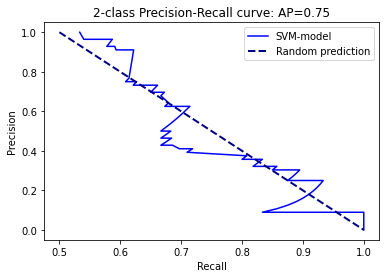 2-class Precision-Recall curve: AP=0.75
SVM-model
Random prediction
Precision
1.0
0.8
0.6
0.4
0.2
0.0
0.5 0.6 0.7 0.8 0.9 1.0
Recall